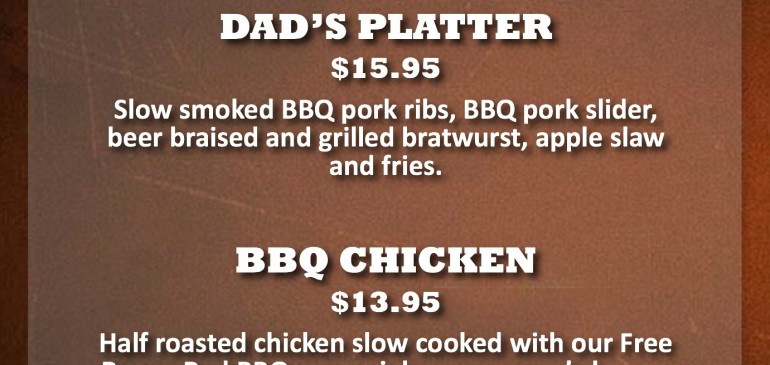 DAD'S PLATTER
$15.95
Slow smoked BBQ pork ribs, BBQ pork slider,
beer braised and grilled bratwurst, apple slaw
and fries.
BBQ CHICKEN
$13.95
Half roasted chicken slow cooked with our Free